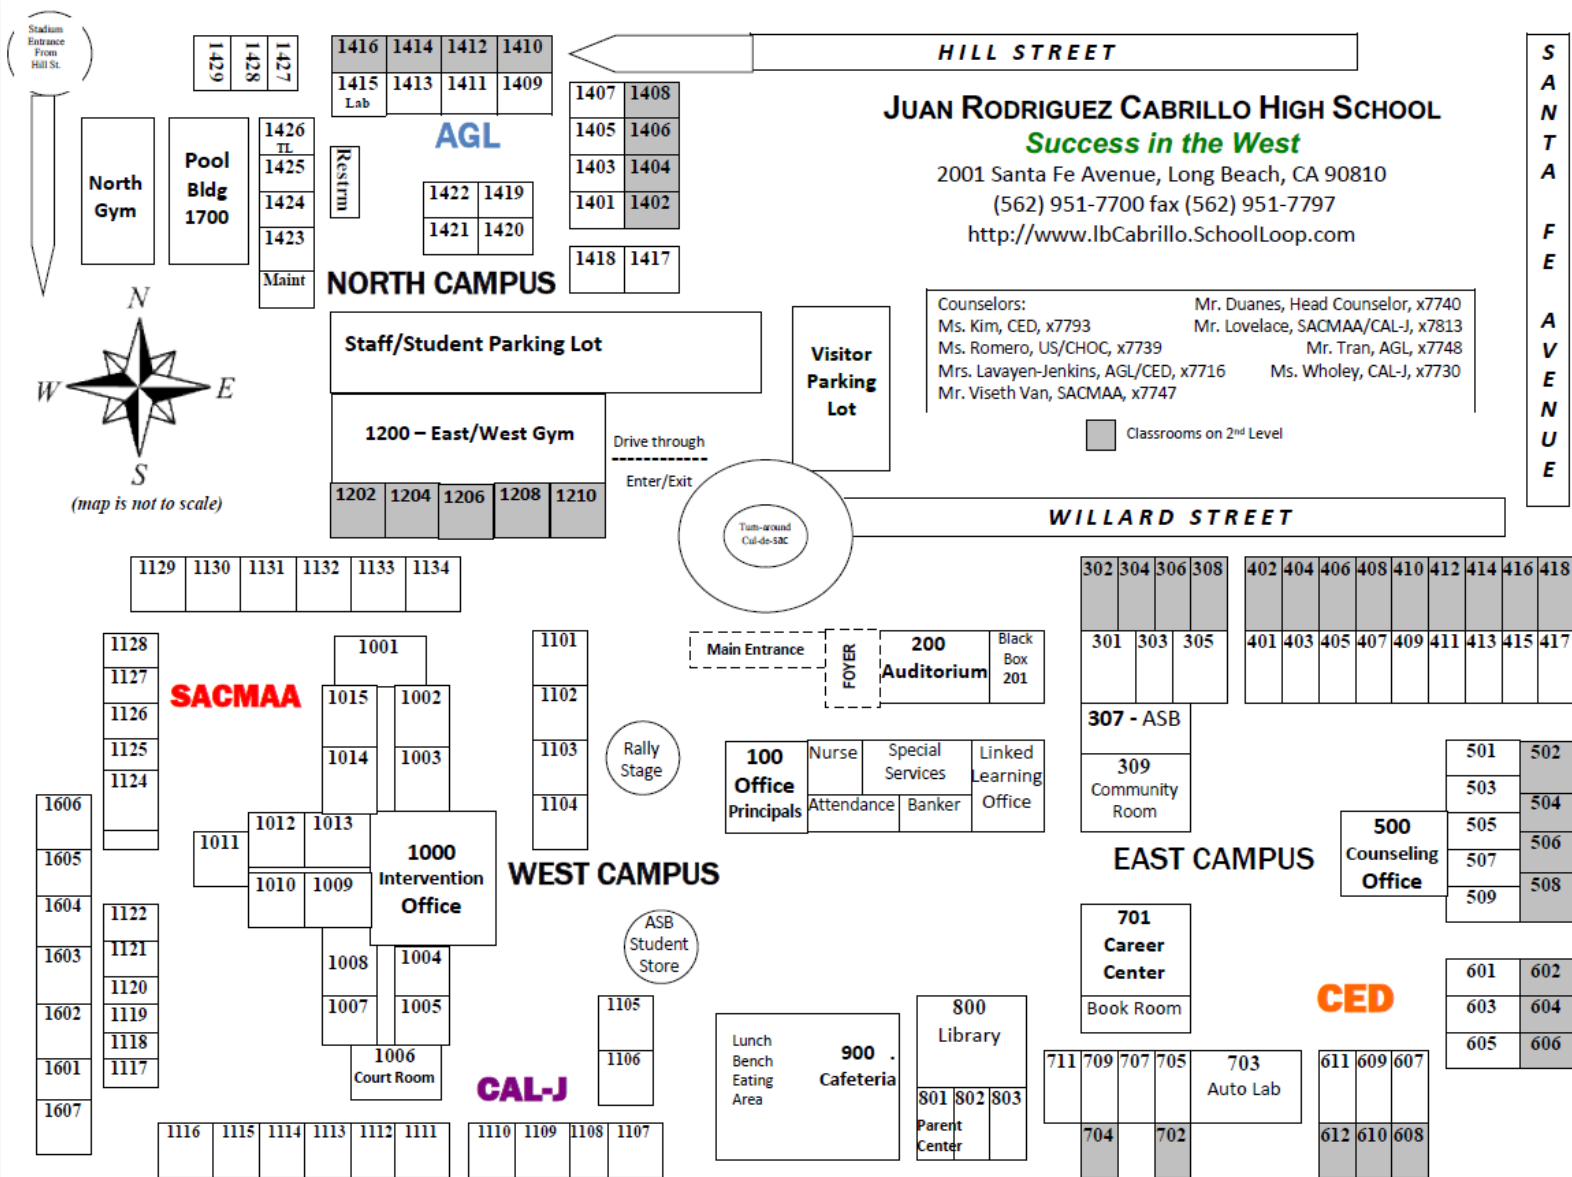 Stadium
Entrance
From
Hill St.
1429
1428
1427
1416 1414 1412 1410
1415 1413 1411 1409
Lab
AGL
HILL STREET
SANTA FE AVENUE
1407 1408
1405 1406
1403 1404
1401 1402
1418 1417
JUAN RODRIGUEZ CABRILLO HIGH SCHOOL
Success in the West
2001 Santa Fe Avenue, Long Beach, CA 90810
(562) 951-7700 fax (562) 951-7797
http://www.lbCabrillo.SchoolLoop.com
North
Gym
Pool
Bldg
1700
1426
TL
1425
1424
1423
Maint
Restrm
1422 1419
1421 1420
NORTH CAMPUS
N
W E
S
(map is not to scale)
Staff/Student Parking Lot
Visitor
Parking
Lot
Counselors: Mr. Duanes, Head Counselor, x7740
Ms. Kim, CED, x7793 Mr. Lovelace, SACMAA/CAL-J, x7813
Ms. Romero, US/CHOC, x7739 Mr. Tran, AGL, x7748
Mrs. Lavayen-Jenkins, AGL/CED, x7716 Ms. Wholey, CAL-J, x7730
Mr. Viseth Van, SACMAA, x7747
Classrooms on 2nd Level
1200 – East/West Gym
1202 1204 1206 1208 1210
Drive through
Enter/Exit
Turn-around
Cul-de-sac
WILLARD STREET
1129 1130 1131 1132 1133 1134
302 304 306 308 402 404 406 408 410 412 414 416 418
301 303 305 401 403 405 407 409 411 413 415 417
1128
1127
1126
1125
1124
SACMAA
1001
1015 1002
1014 1003
1101
1102
1103
1104
Rally
Stage
Main Entrance
FOYER
200
Auditorium
Black
Box
201
100
Office
Principals
Nurse
Special
Services
Linked
Learning
Office
Attendance
Banker
307 - ASB
309
Community
Room
501 502
503
504
505
506
507
508
509
500
Counseling
Office
EAST CAMPUS
1606
1605
1604
1603
1602
1601
1607
1012 1013
1011
1010 1009
1000
Intervention
Office
WEST CAMPUS
1122
1121
1120
1119
1118
1117
1008 1004
1007 1005
1006
Court Room
ASB
Student
Store
1105
1106
CAL-J
701
Career
Center
Book Room
CED
601 602
603 604
605 606
Lunch
Bench
Eating
Area
900 .
Cafeteria
800
Library
801 802 803
Parent
Center
711 709 707 705
703
Auto Lab
704 702
611 609 607
612 610 608
1116 1115 1114 1113 1112 1111
1110 1109 1108 1107